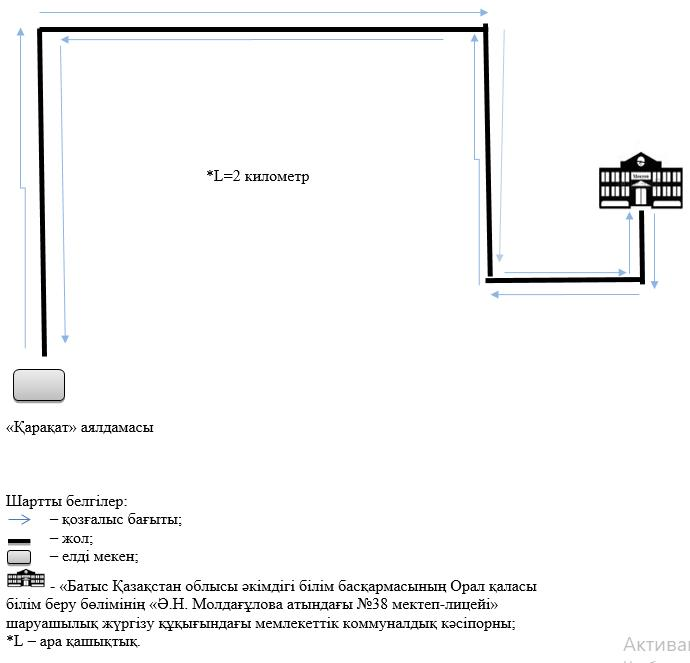 *L=2 километр
Мектеп
«Қарақат» аялдамасы
Шартты белгілер:
– қозғалыс бағыты;
– жол;
– елді мекен;
- «Батыс Қазақстан облысы әкімдігі білім басқармасының Орал қаласы
білім беру бөлімінің «Ә.Н. Молдағұлова атындағы №38 мектеп-лицейі»
шаруашылық жүргізу құқығындағы мемлекеттік коммуналдық кәсіпорны;
*L – ара қашықтық.